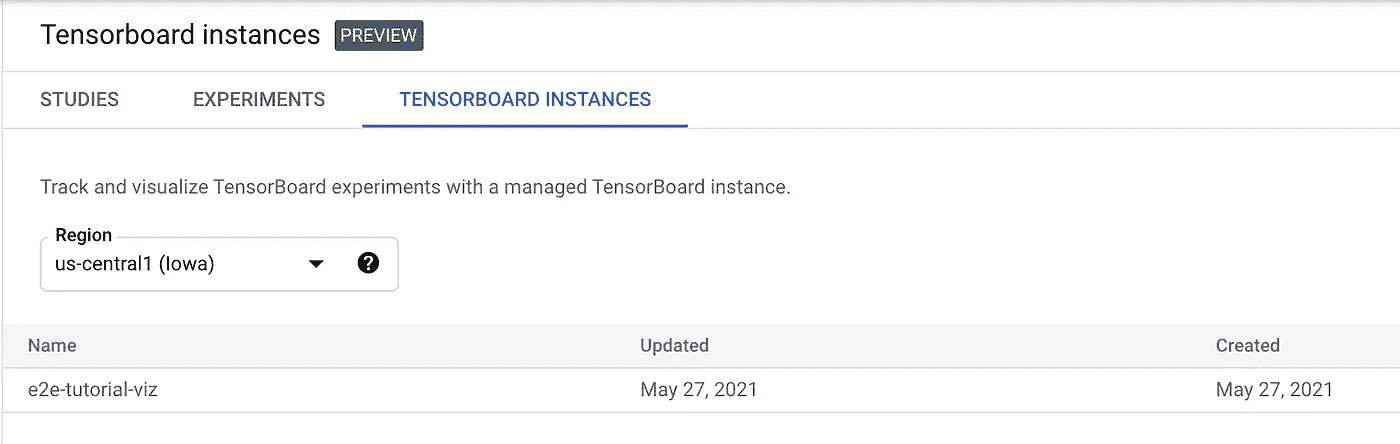 Tensorboard instances PREVIEW
STUDIES EXPERIMENTS TENSORBOARD INSTANCES
Track and visualize TensorBoard experiments with a managed TensorBoard instance.
Region
us-central1 (Iowa) ?
Name Updated Created
e2e-tutorial-viz May 27, 2021 May 27, 2021